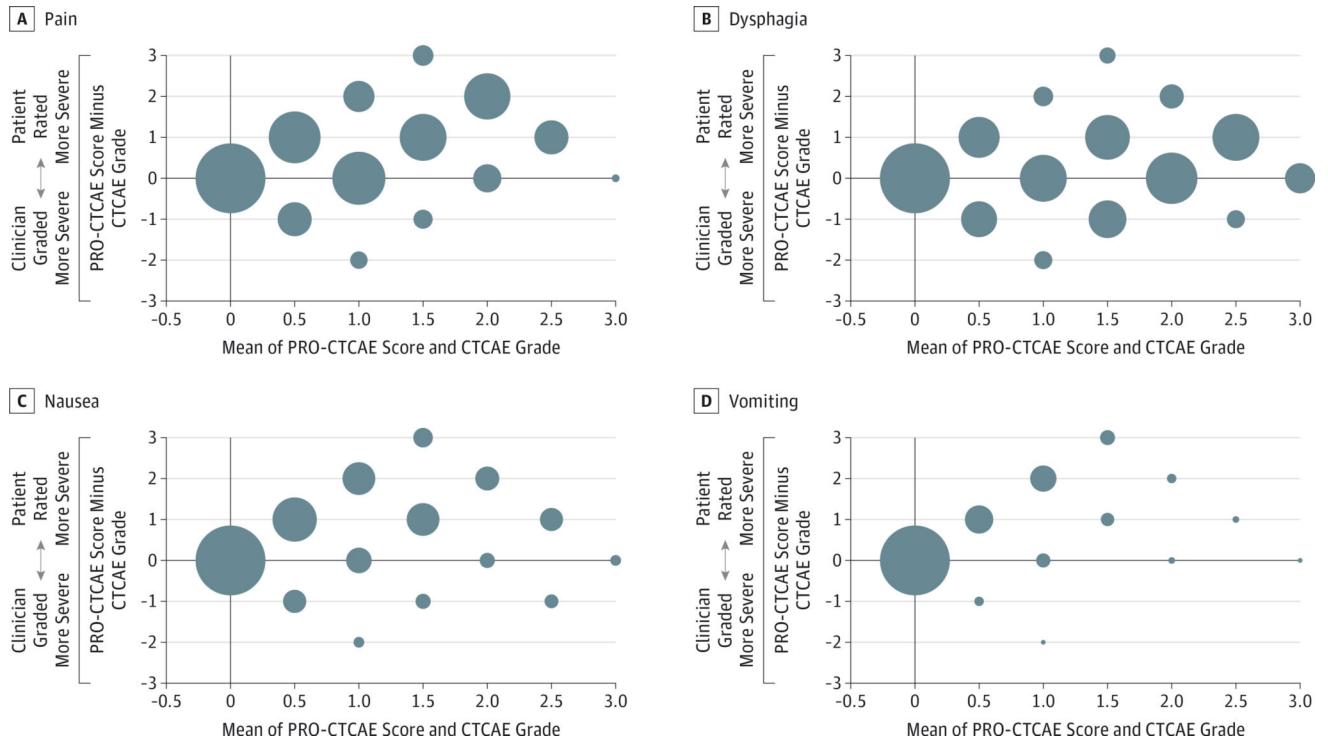 A Pain
Patient Rated More Severe
Clinician Graded More Severe
PRO-CTCAE Score Minus
CTCAE Grade
3
2
1
0
-1
-2
-3
-0.5 0 0.5 1.0 1.5 2.0 2.5 3.0
Mean of PRO-CTCAE Score and CTCAE Grade
B Dysphagia
Patient Rated More Severe
Clinician Graded More Severe
PRO-CTCAE Score Minus
CTCAE Grade
3
2
1
0
-1
-2
-3
-0.5 0 0.5 1.0 1.5 2.0 2.5 3.0
Mean of PRO-CTCAE Score and CTCAE Grade
C Nausea
Patient Rated More Severe
Clinician Graded More Severe
PRO-CTCAE Score Minus
CTCAE Grade
3
2
1
0
-1
-2
-3
-0.5 0 0.5 1.0 1.5 2.0 2.5 3.0
Mean of PRO-CTCAE Score and CTCAE Grade
D Vomiting
Patient Rated More Severe
Clinician Graded More Severe
PRO-CTCAE Score Minus
CTCAE Grade
3
2
1
0
-1
-2
-3
-0.5 0 0.5 1.0 1.5 2.0 2.5 3.0
Mean of PRO-CTCAE Score and CTCAE Grade